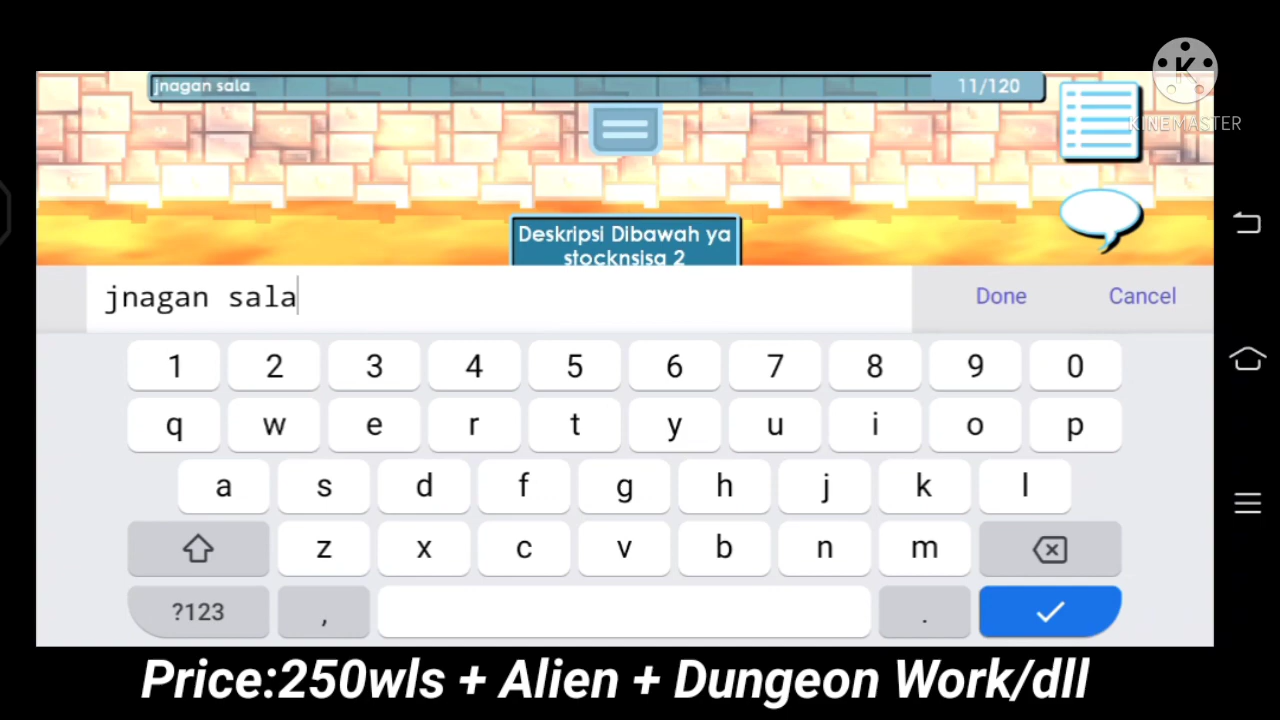 jnagan sala
11/120
KINEMASTER
Deskripsi Dibawah ya
stocknsisa 2
jnagan sala
Done
Cancel
1 2 3 4 5 6 7 8 9 0
q w e r t y u i o p
a s d f g h j k l
z x c v b n m
?123 , .
Price:250wls + Alien + Dungeon Work/dll